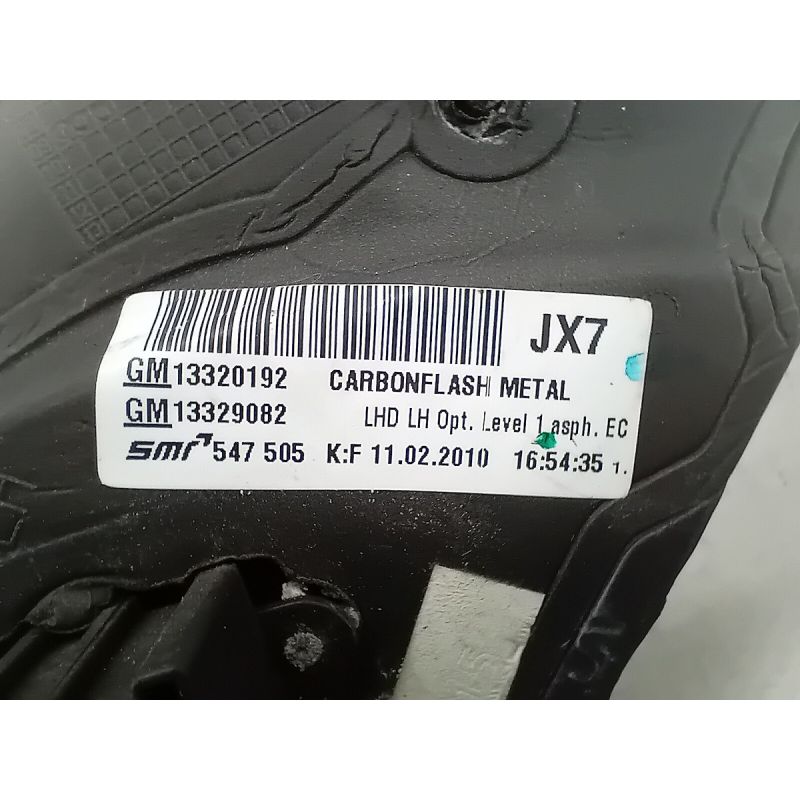 JX7
GM13320192 CARBONFLASH METAL
GM13329082 LHD LH Opt. Level 1 asph. EC
smr 547 505 K:F 11.02.2010 16:54:35 1.